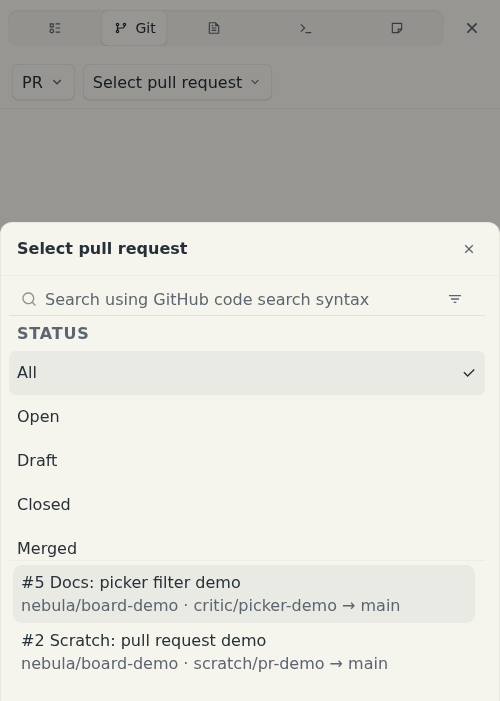 Git
PR
Select pull request
Select pull request
Search using GitHub code search syntax
STATUS
All
Open
Draft
Closed
Merged
#5 Docs: picker filter demo
nebula/board-demo · critic/picker-demo → main
#2 Scratch: pull request demo
nebula/board-demo · scratch/pr-demo → main